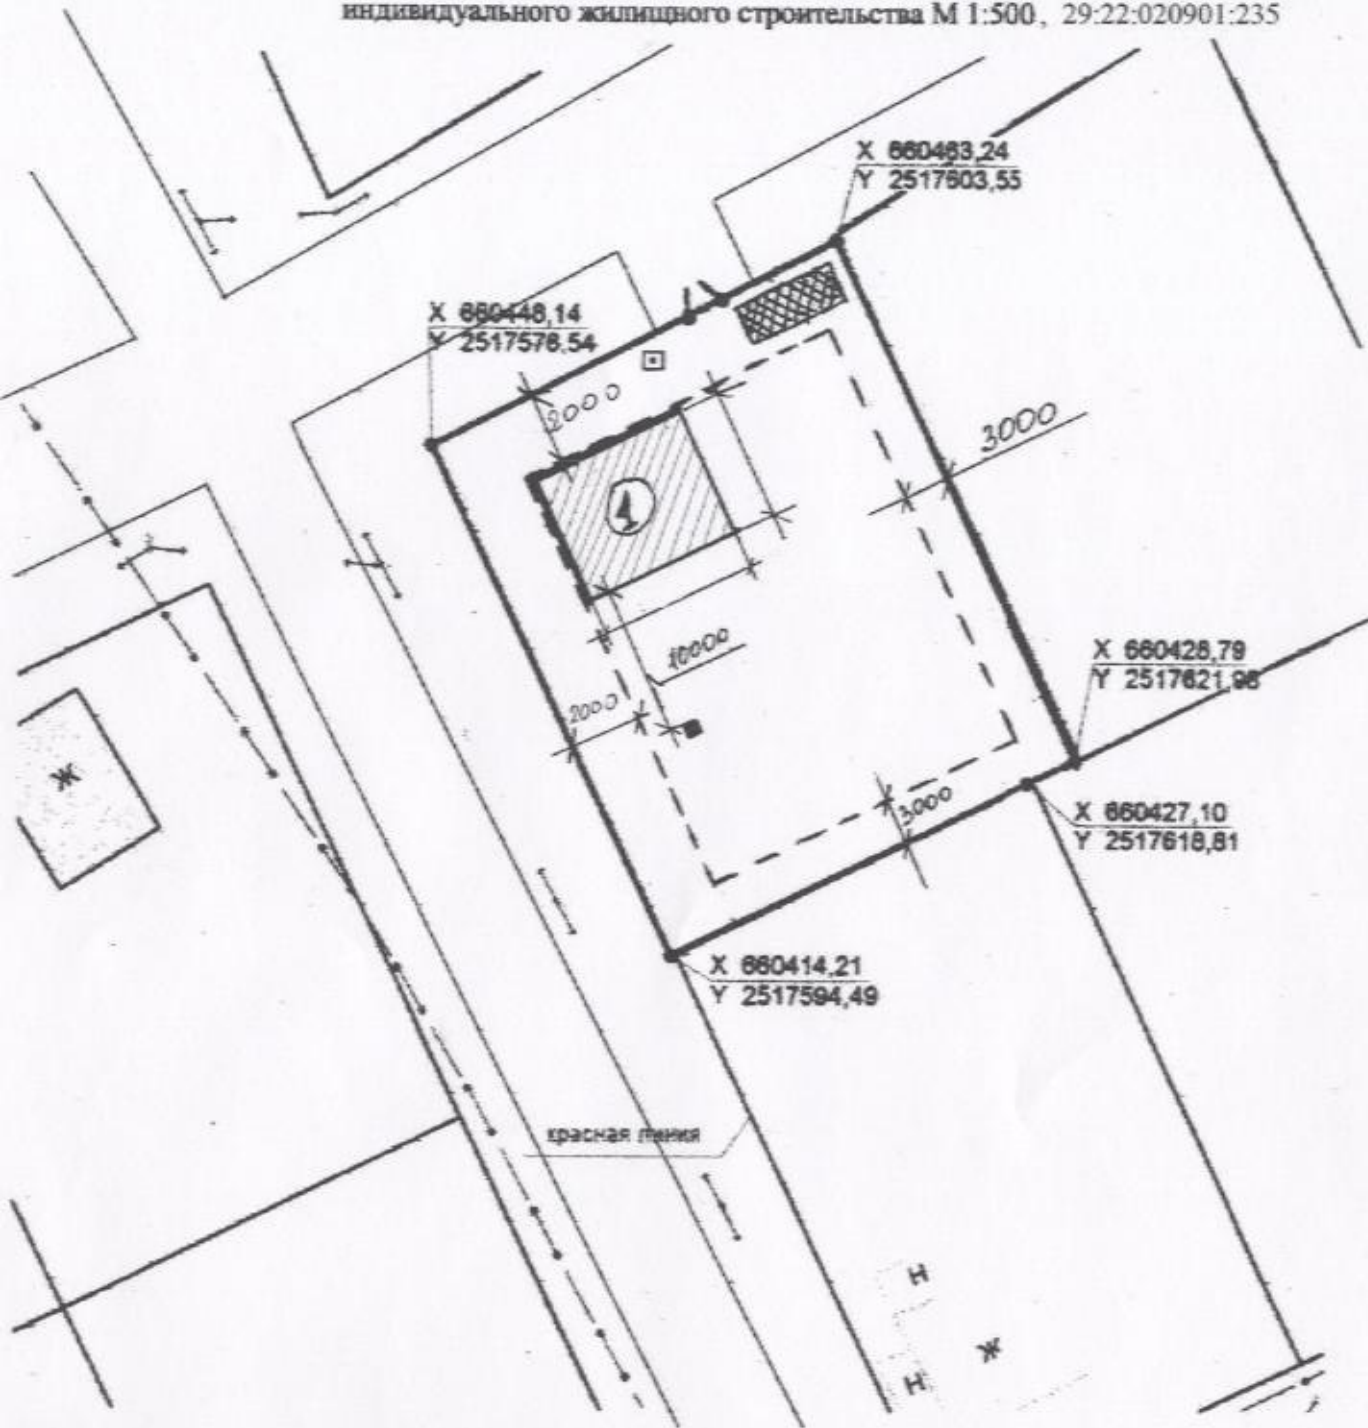 индивидуального жилищного строительства М 1:500, 29:22:020901:235
X 660463,24
Y 2517603,55
X 660448,14
Y 2517576,54
2000
3000
1
10000
2000
X 660428,79
Y 2517621,98
3000
X 660427,10
Y 2517618,81
Ж
X 660414,21
Y 2517594,49
красная линия
Н
Ж
Н